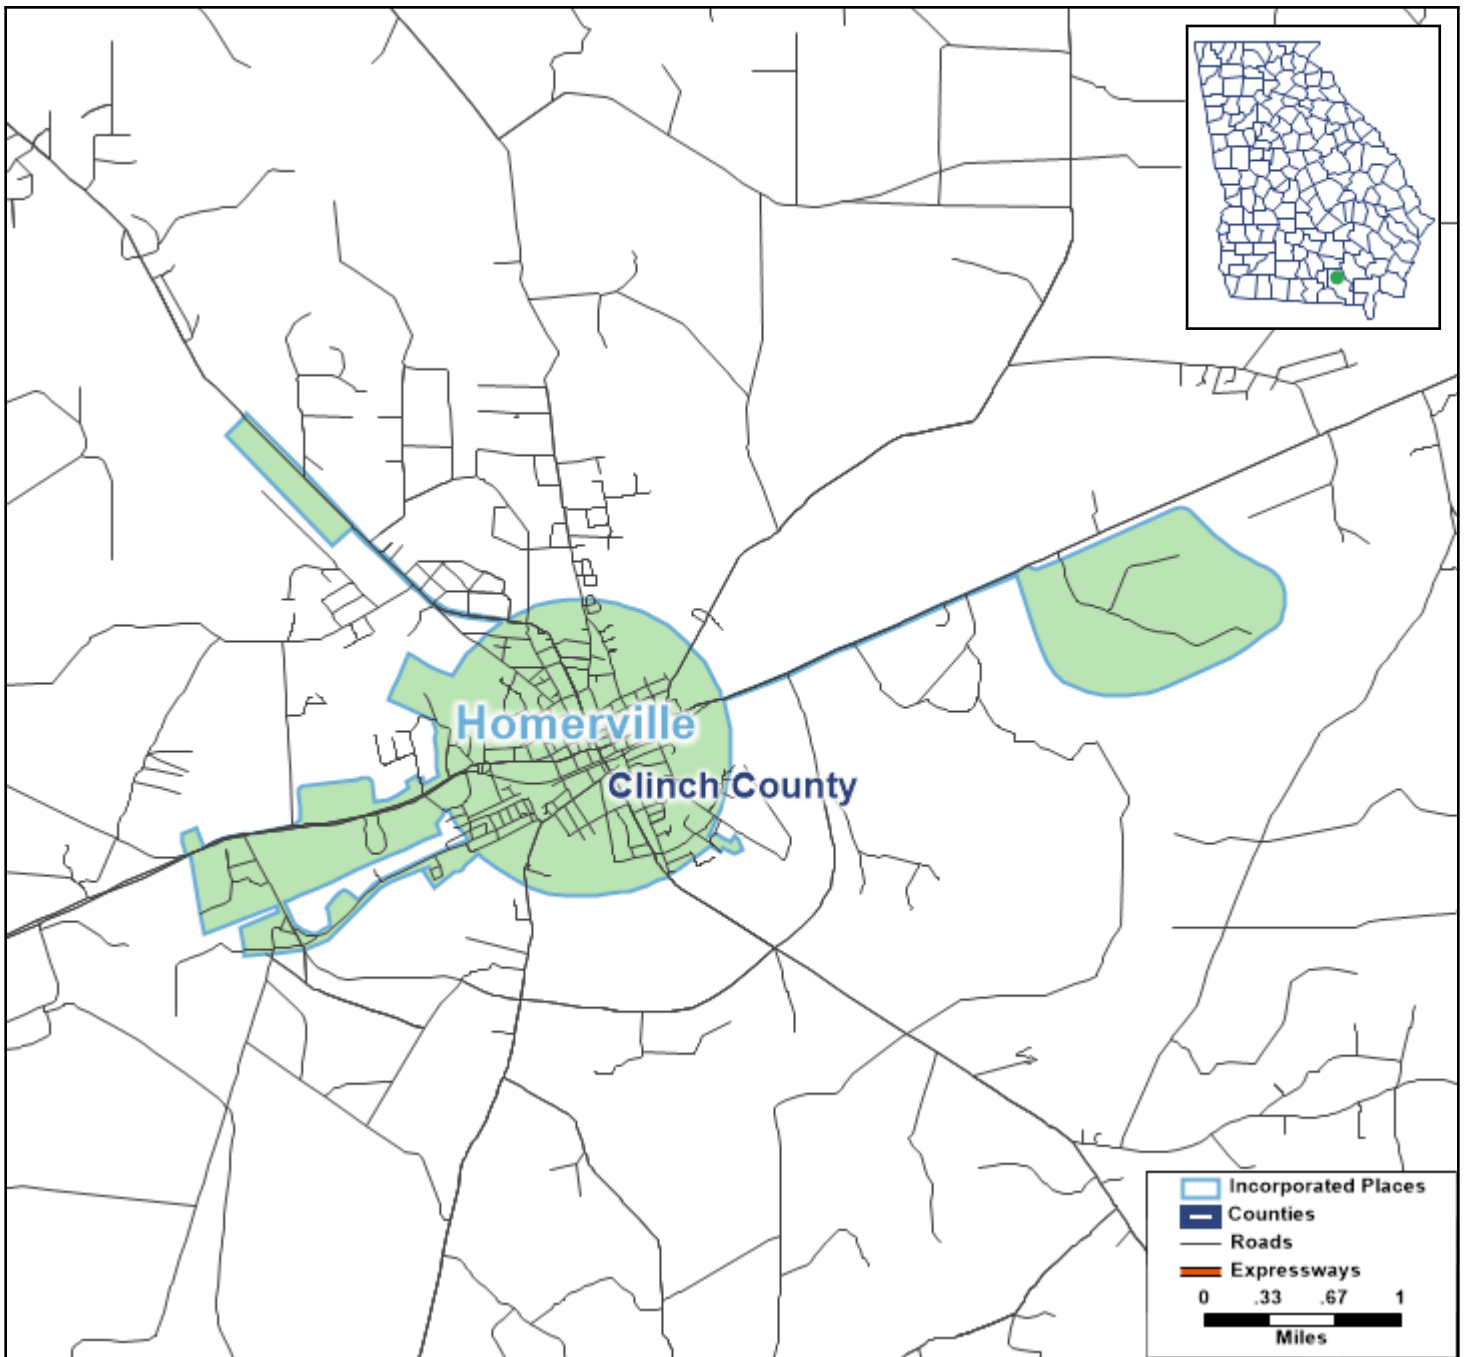 Homerville
Clinch County
Incorporated Places
Counties
Roads
Expressways
0 .33 .67 1
Miles